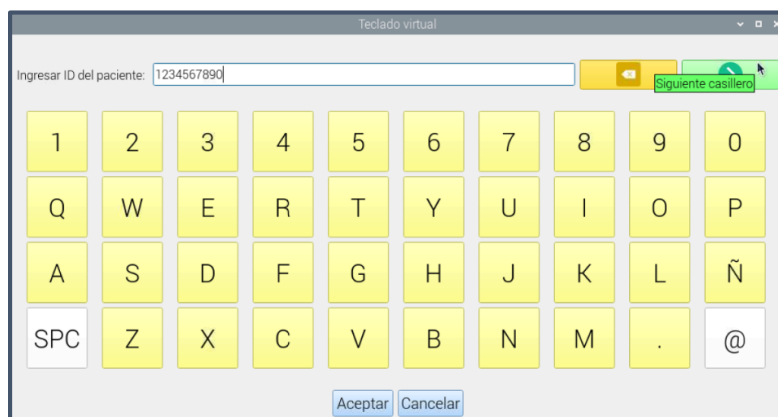 Teclado virtual
Ingresar ID del paciente: 1234567890
Siguiente casillero
1 2 3 4 5 6 7 8 9 0
Q W E R T Y U I O P
A S D F G H J K L Ñ
SPC Z X C V B N M . @
Aceptar Cancelar